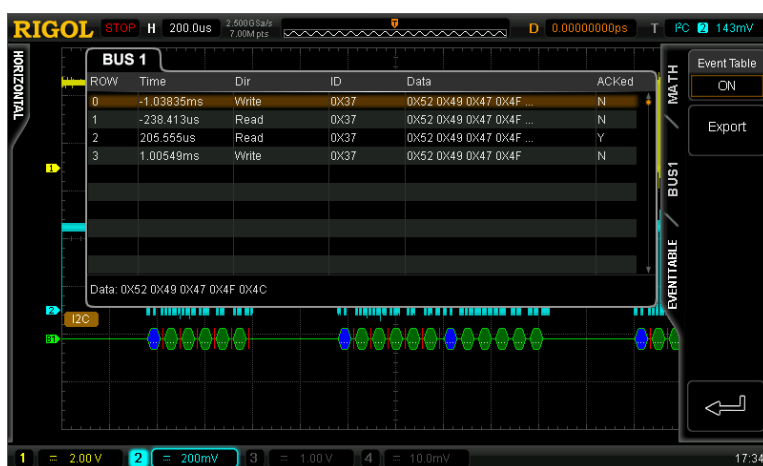 RIGOL STOP H 200.0us 2.500GSa/s 7.00M pts D 0.00000000ps T I²C 2 143mV
HORIZONTAL
BUS 1
ROW Time Dir ID Data ACKed
0 -1.03835ms Write 0X37 0X52 0X49 0X47 0X4F ... N
1 -238.413us Read 0X37 0X52 0X49 0X47 0X4F ... N
2 205.555us Read 0X37 0X52 0X49 0X47 0X4F ... Y
3 1.00549ms Write 0X37 0X52 0X49 0X47 0X4F N
Data: 0X52 0X49 0X47 0X4F 0X4C
MATH
BUS1
EVENTTABLE
Event Table
ON
Export
T
1
2
I2C
B1
1 = 2.00 V 2 = 200mV 3 = 1.00 V 4 = 10.0mV 17:34